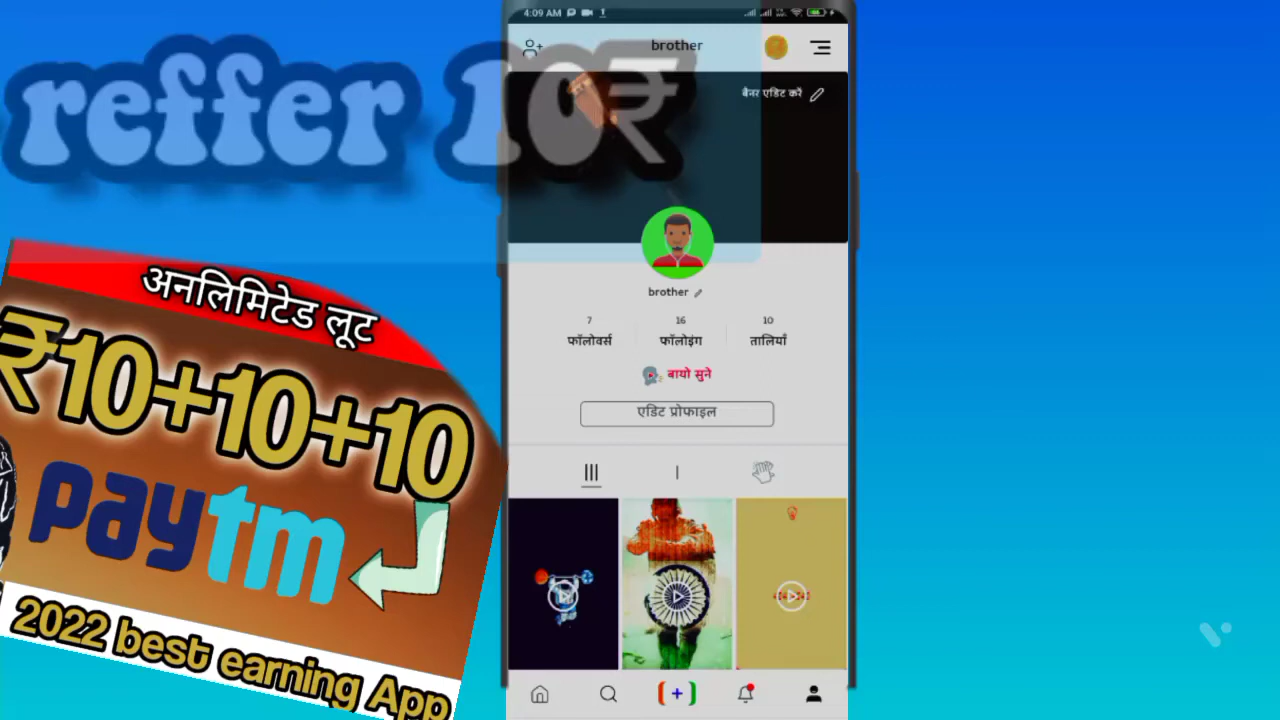 4:09 AM
brother
reffer 10₹
बैनर एडिट करें
brother
7
16
10
फॉलोवर्स
फॉलोइंग
तालियाँ
बायो सुने
एडिट प्रोफाइल
अनलिमिटेड लूट
₹10+10+10
paytm
2022 best earning App